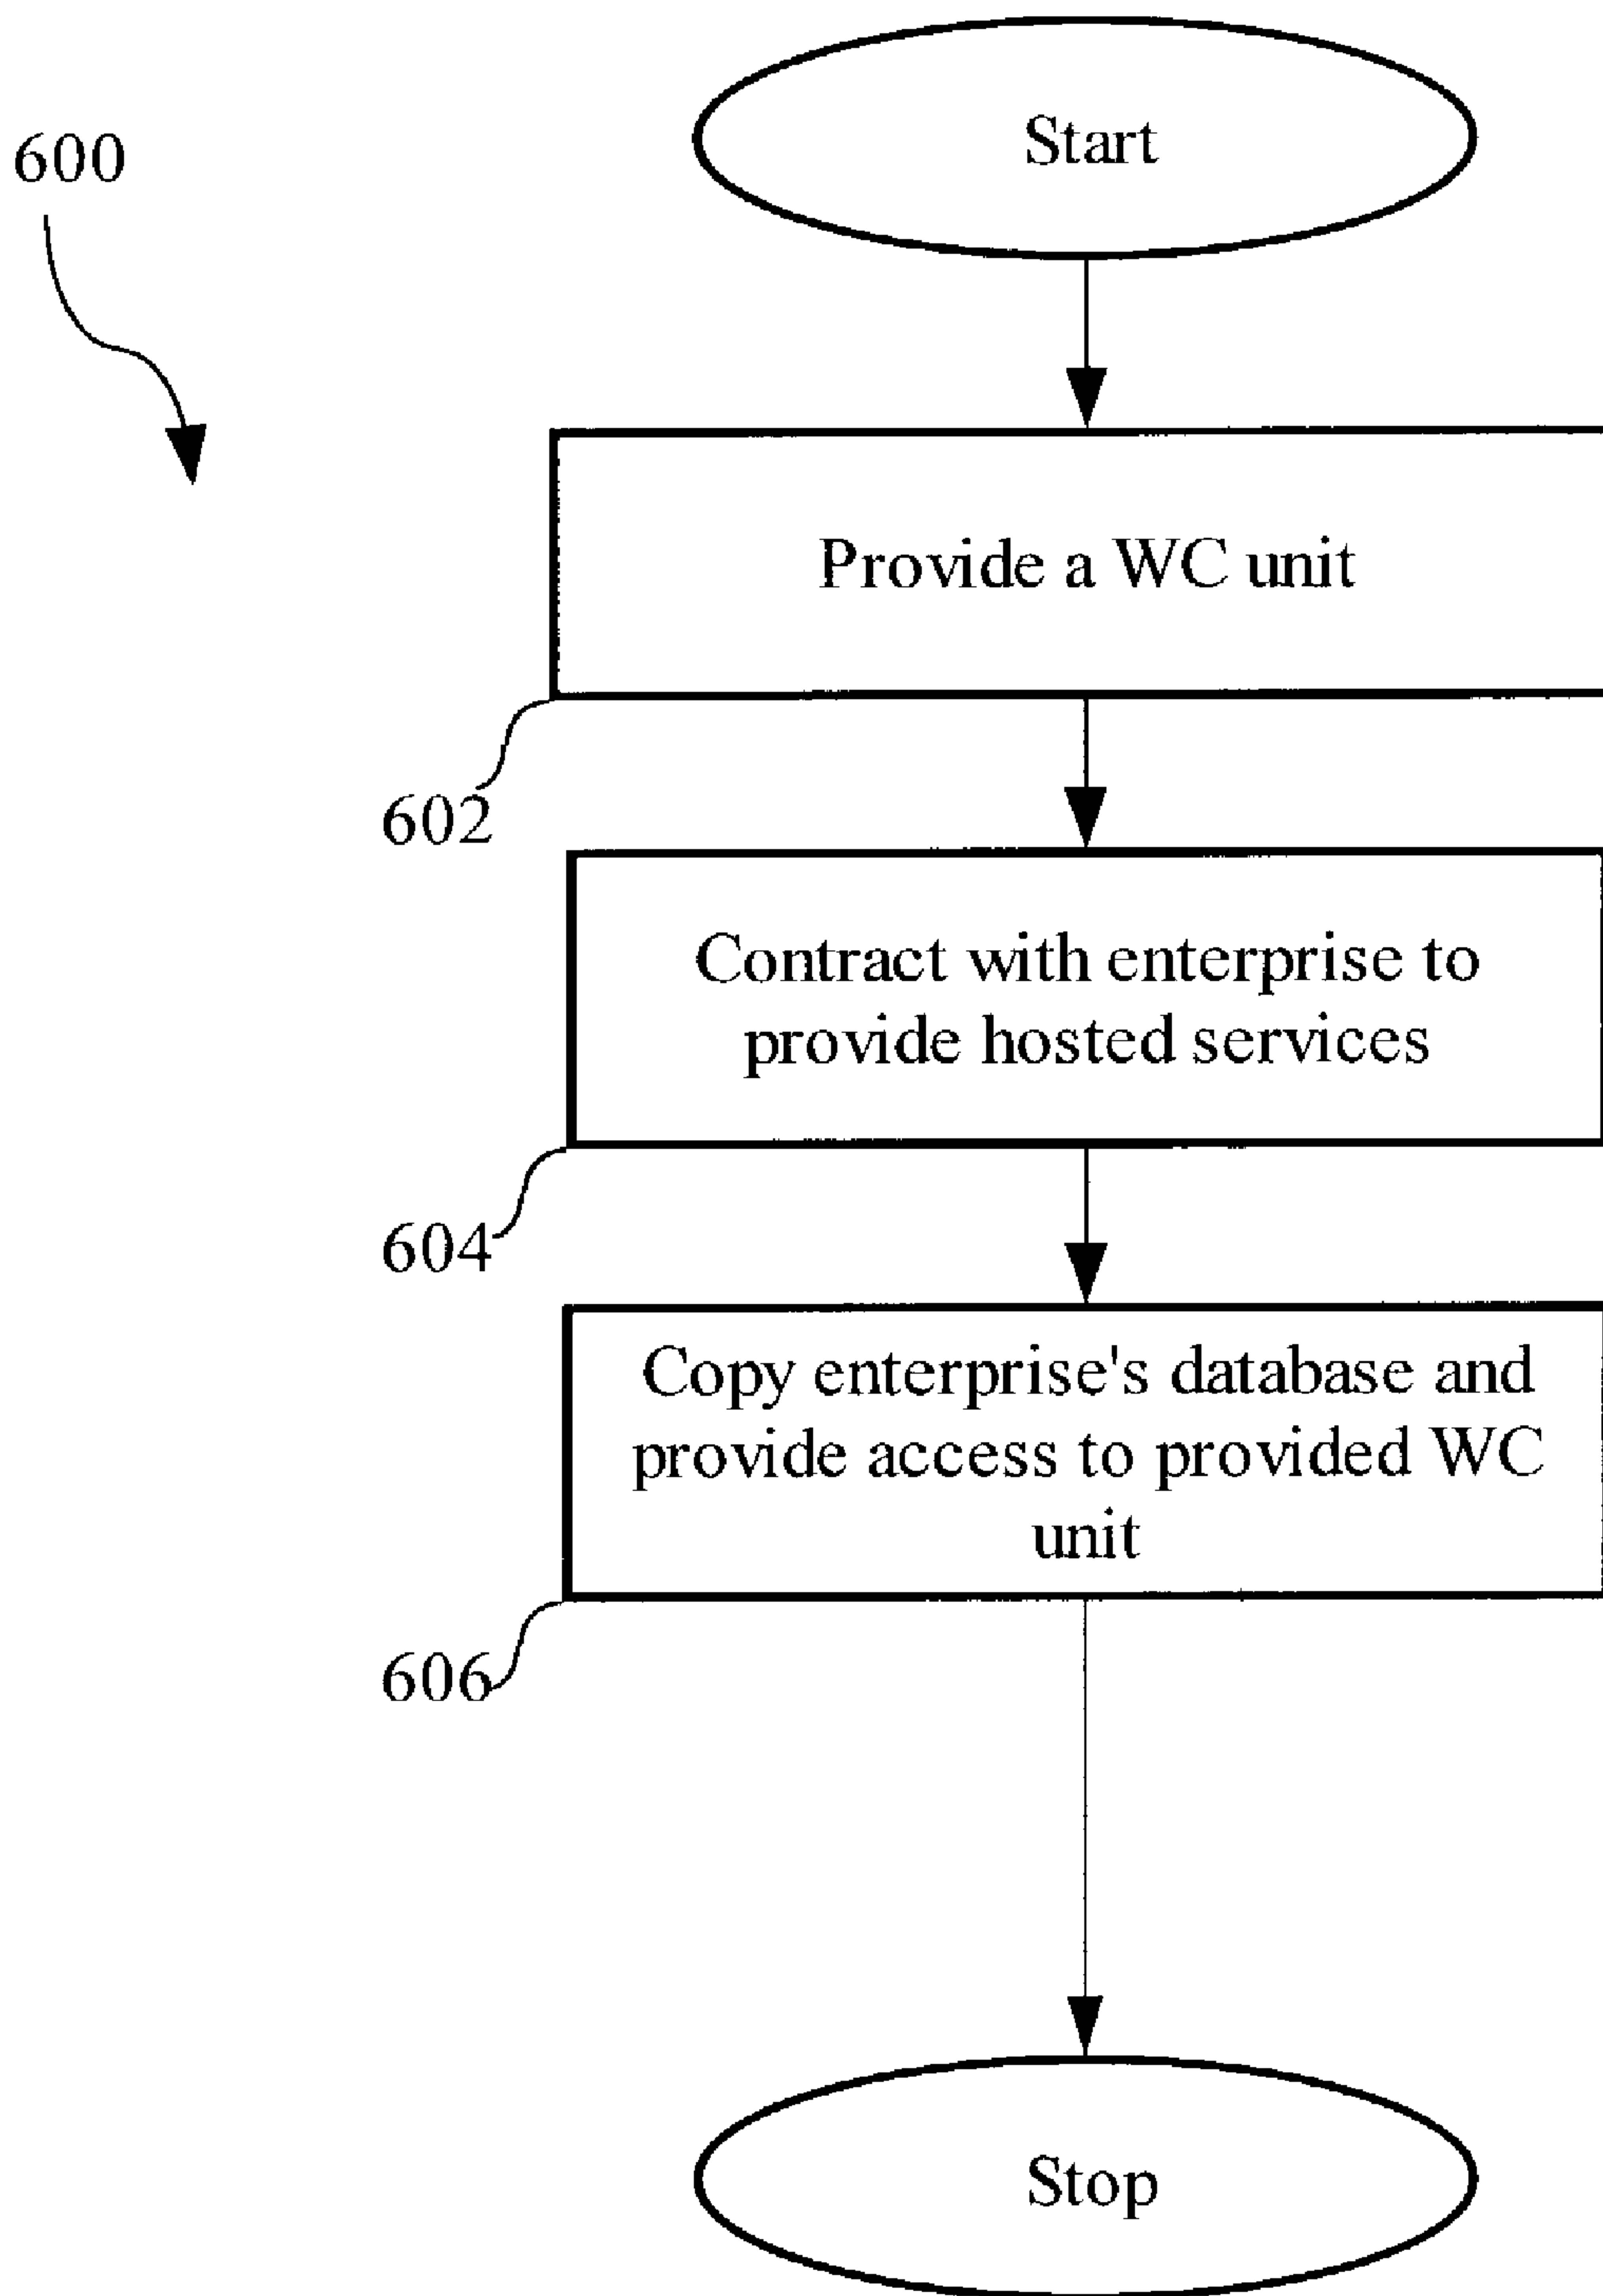 600
Start
Provide a WC unit
602
Contract with enterprise to
provide hosted services
604
Copy enterprise's database and
provide access to provided WC
unit
606
Stop